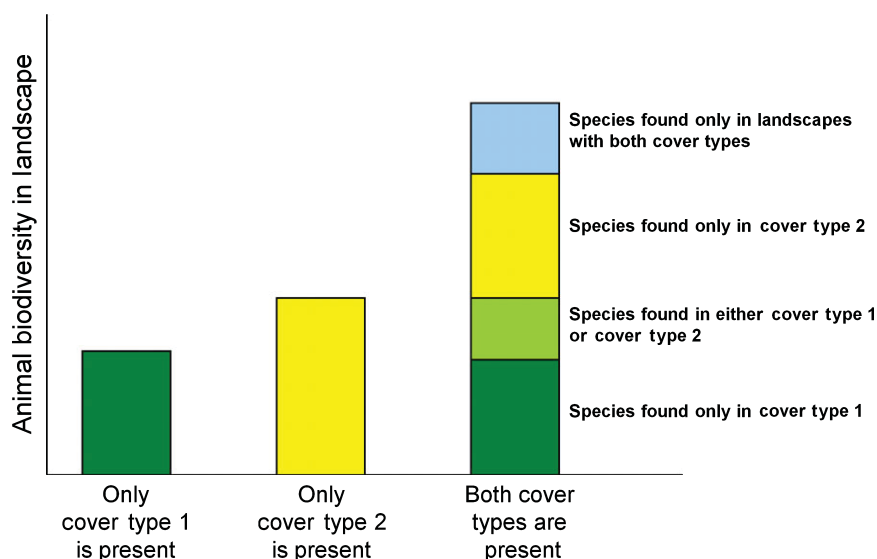 Animal biodiversity in landscape
Species found only in landscapes
with both cover types
Species found only in cover type 2
Species found in either cover type 1
or cover type 2
Species found only in cover type 1
Only
cover type 1
is present
Only
cover type 2
is present
Both cover
types are
present